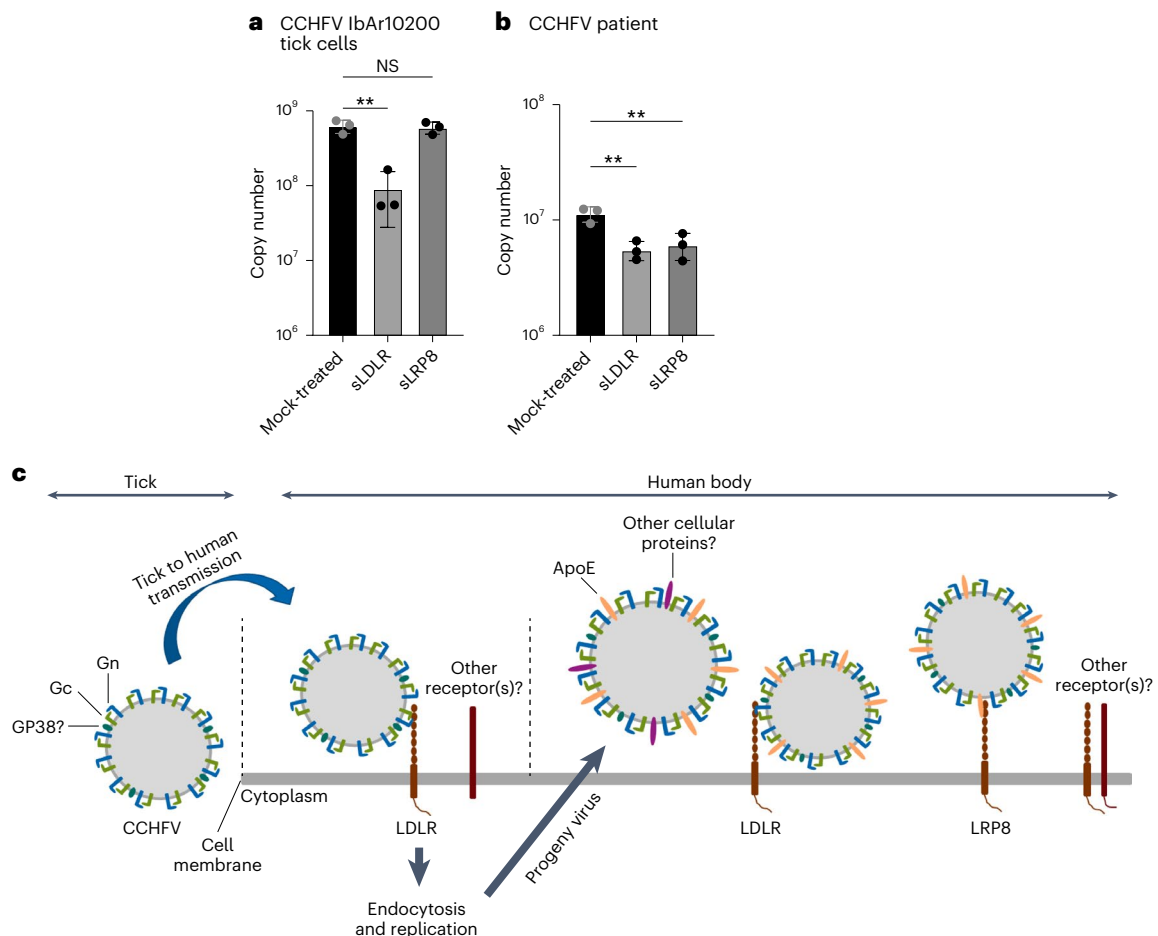 a CCHFV IbAr10200
tick cells
NS
**
10⁹
10⁸
10⁷
10⁶
Copy number
Mock-treated
sLDLR
sLRP8
b CCHFV patient
**
**
10⁸
10⁷
10⁶
Copy number
Mock-treated
sLDLR
sLRP8
c
Tick
Human body
Tick to human
transmission
Other cellular
proteins?
ApoE
Gn
Gc
GP38?
Other
receptor(s)?
Other
receptor(s)?
Cytoplasm
CCHFV
Cell
membrane
LDLR
Progeny virus
LDLR
LRP8
Endocytosis
and replication